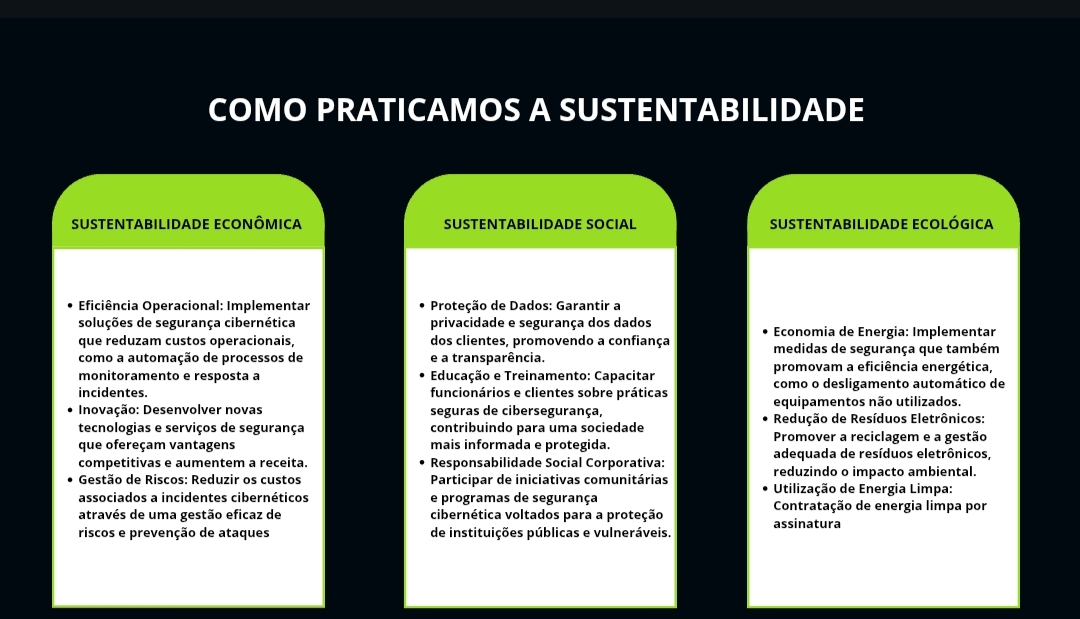 COMO PRATICAMOS A SUSTENTABILIDADE
SUSTENTABILIDADE ECONÔMICA
• Eficiência Operacional: Implementar
soluções de segurança cibernética
que reduzam custos operacionais,
como a automação de processos de
monitoramento e resposta a
incidentes.
• Inovação: Desenvolver novas
tecnologias e serviços de segurança
que ofereçam vantagens
competitivas e aumentem a receita.
• Gestão de Riscos: Reduzir os custos
associados a incidentes cibernéticos
através de uma gestão eficaz de
riscos e prevenção de ataques
SUSTENTABILIDADE SOCIAL
• Proteção de Dados: Garantir a
privacidade e segurança dos dados
dos clientes, promovendo a confiança
e a transparência.
• Educação e Treinamento: Capacitar
funcionários e clientes sobre práticas
seguras de cibersegurança,
contribuindo para uma sociedade
mais informada e protegida.
• Responsabilidade Social Corporativa:
Participar de iniciativas comunitárias
e programas de segurança
cibernética voltados para a proteção
de instituições públicas e vulneráveis.
SUSTENTABILIDADE ECOLÓGICA
• Economia de Energia: Implementar
medidas de segurança que também
promovam a eficiência energética,
como o desligamento automático de
equipamentos não utilizados.
• Redução de Resíduos Eletrônicos:
Promover a reciclagem e a gestão
adequada de resíduos eletrônicos,
reduzindo o impacto ambiental.
• Utilização de Energia Limpa:
Contratação de energia limpa por
assinatura